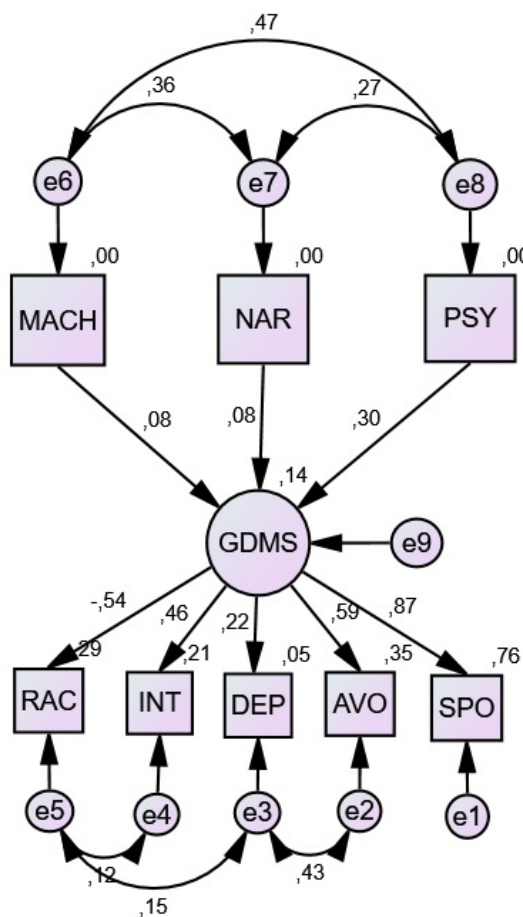 ,47
,36 ,27
e6 e7 e8
,00 ,00 ,00
MACH NAR PSY
,08 ,08 ,30
,14
GDMS e9
-,54 ,46 ,22 ,59 ,87
,29 ,21 ,05 ,35 ,76
RAC INT DEP AVO SPO
e5 e4 e3 e2 e1
,12 ,43
,15